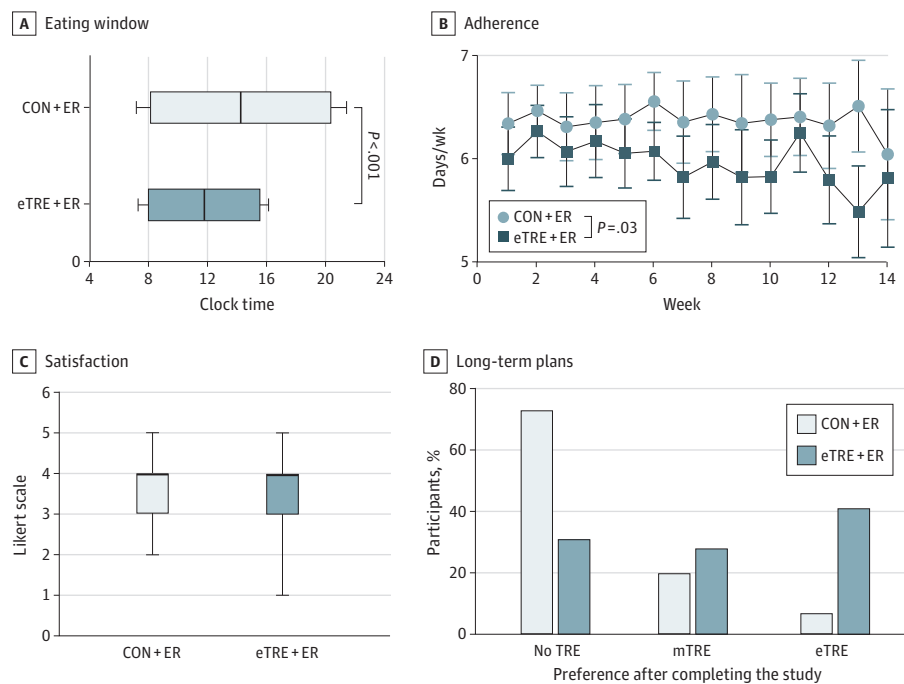 A Eating window
CON + ER
eTRE + ER
P < .001
0
4 8 12 16 20 24
Clock time
B Adherence
7
6
5
Days/wk
CON + ER
eTRE + ER
P = .03
0 2 4 6 8 10 12 14
Week
C Satisfaction
6
5
4
3
2
1
0
Likert scale
CON + ER eTRE + ER
D Long-term plans
80
60
40
20
0
Participants, %
CON + ER
eTRE + ER
No TRE mTRE eTRE
Preference after completing the study